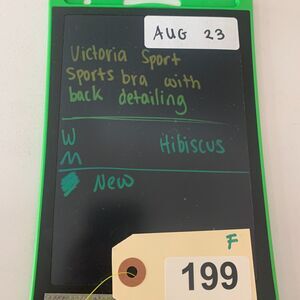 AUG 23
Victoria Sport
Sports bra with
back detailing
W
Hibiscus
M
New
F
199